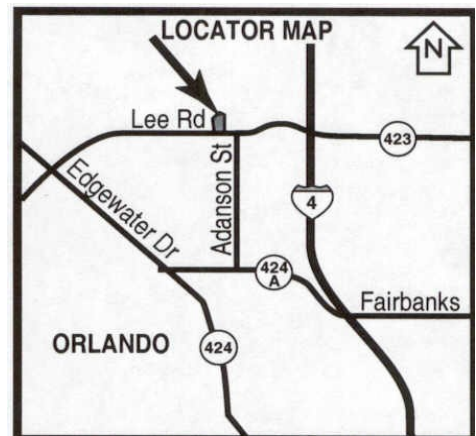 LOCATOR MAP
N
Lee Rd
423
Adanson St
Edgewater Dr
4
424
A
Fairbanks
ORLANDO
424